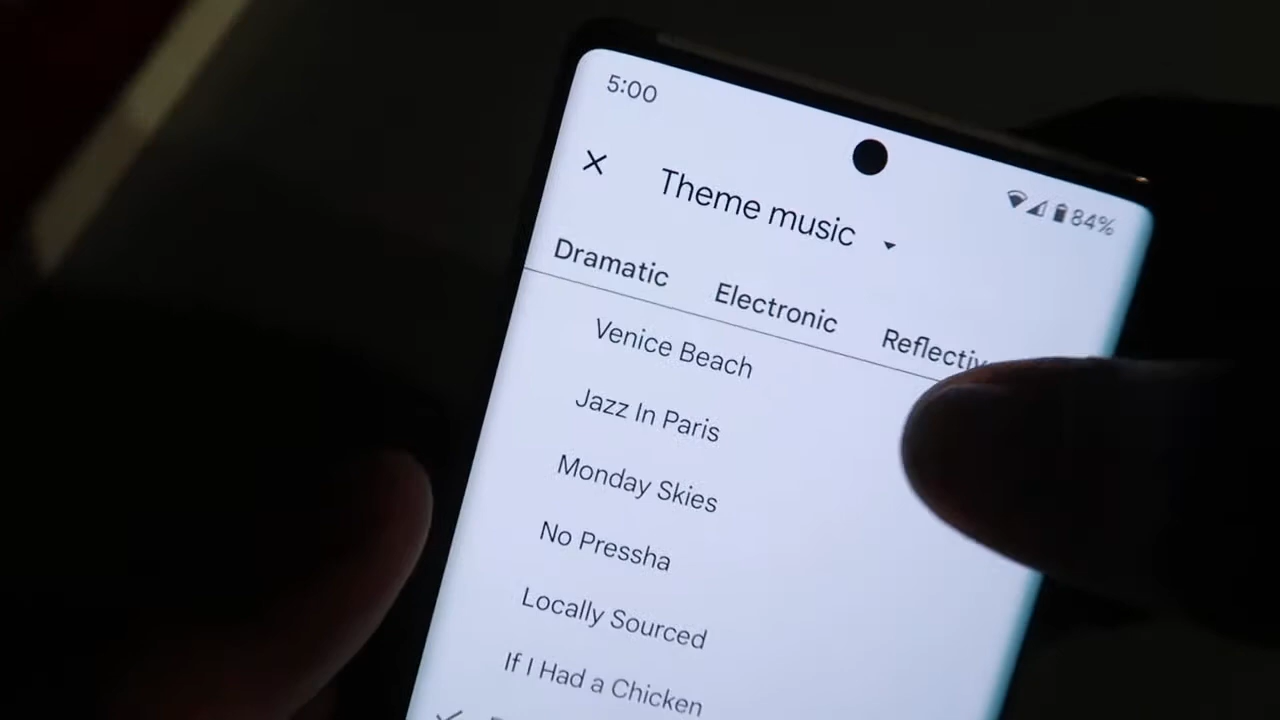 5:00
84%
Theme music
Dramatic Electronic
Venice Beach
Jazz In Paris
Monday Skies
No Pressha
Locally Sourced
If I Had a Chicken